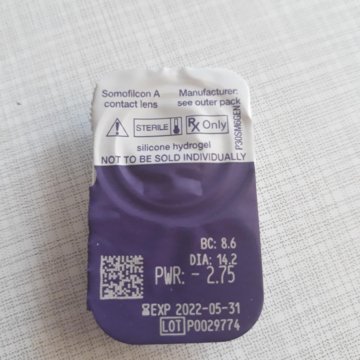 Somofilcon A
contact lens
Manufacturer:
see outer pack
STERILE
Rx Only
silicone hydrogel
NOT TO BE SOLD INDIVIDUALLY
P30SM6GEN
BC: 8.6
DIA: 14.2
PWR: - 2.75
EXP 2022-05-31
LOT P0029774